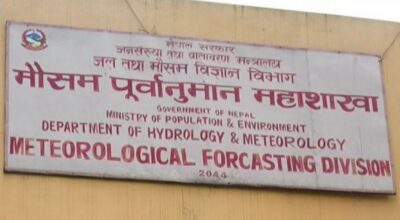 नेपाल सरकार
जनसंख्या तथा वातावरण मन्त्रालय
जल तथा मौसम विज्ञान विभाग
मौसम पूर्वानुमान महाशाखा
GOVERNMENT OF NEPAL
MINISTRY OF POPULATION & ENVIRONMENT
DEPARTMENT OF HYDROLOGY & METEOROLOGY
METEOROLOGICAL FORCASTING DIVISION
2044